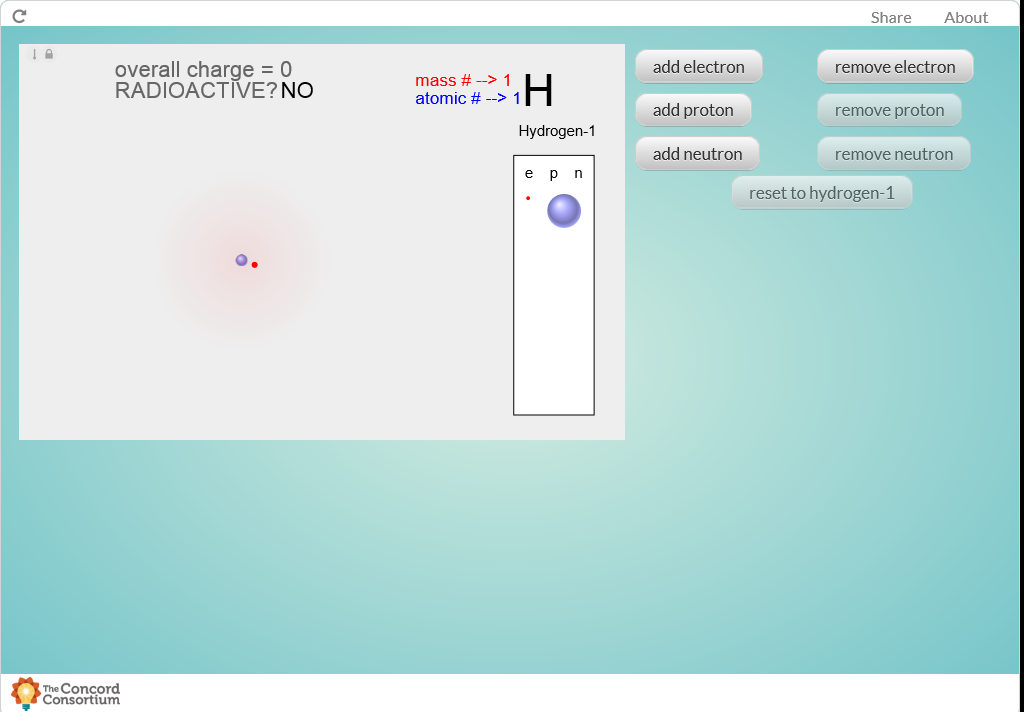 Share About
overall charge = 0
RADIOACTIVE? NO
mass # --> 1
atomic # --> 1
H
Hydrogen-1
e p n
add electron remove electron
add proton remove proton
add neutron remove neutron
reset to hydrogen-1
The Concord
Consortium